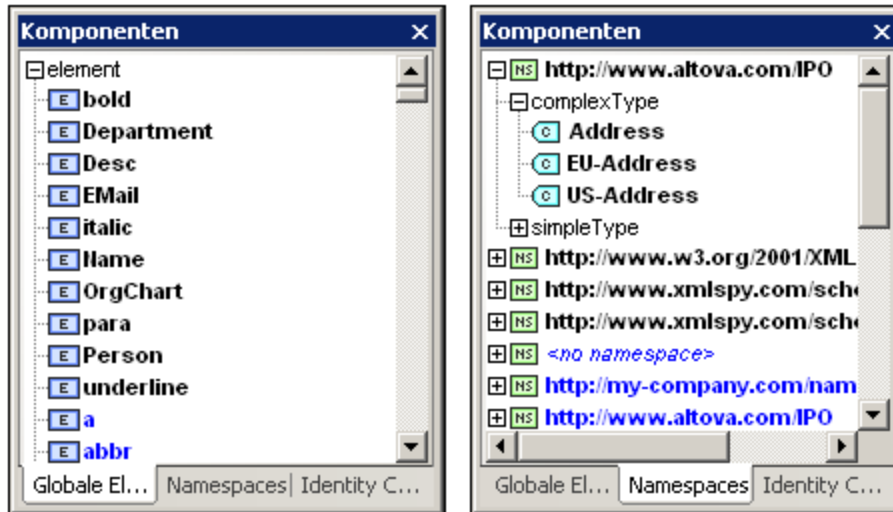 Komponenten
element
E bold
E Department
E Desc
E EMail
E italic
E Name
E OrgChart
E para
E Person
E underline
E a
E abbr
Globale El... Namespaces Identity C...
Komponenten
NS http://www.altova.com/IPO
complexType
C Address
C EU-Address
C US-Address
simpleType
NS http://www.w3.org/2001/XML
NS http://www.xmlspy.com/sche
NS http://www.xmlspy.com/sche
NS <no namespace>
NS http://my-company.com/nam
NS http://www.altova.com/IPO
Globale El... Namespaces Identity C...